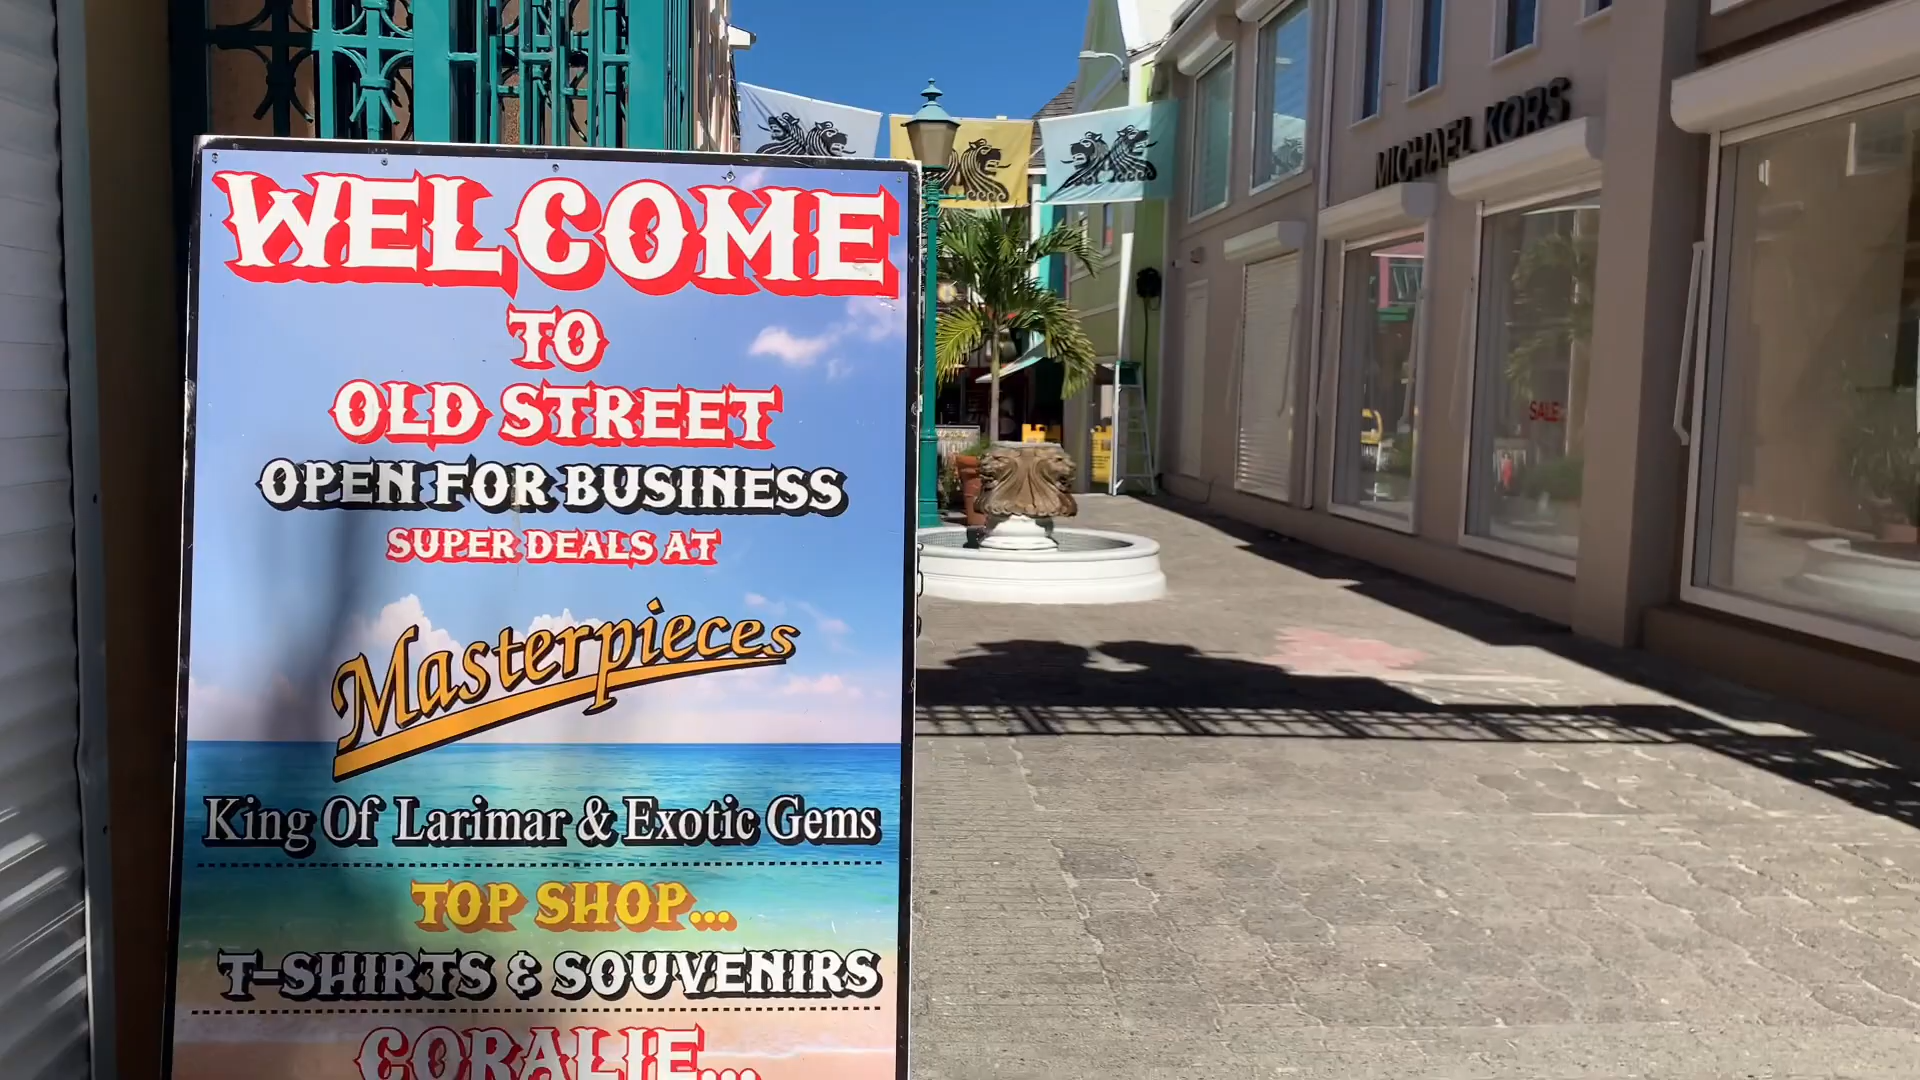 WELCOME
TO
OLD STREET
OPEN FOR BUSINESS
SUPER DEALS AT
Masterpieces
King Of Larimar & Exotic Gems
TOP SHOP...
T-SHIRTS & SOUVENIRS
CORALIE...
MICHAEL KORS
SALE